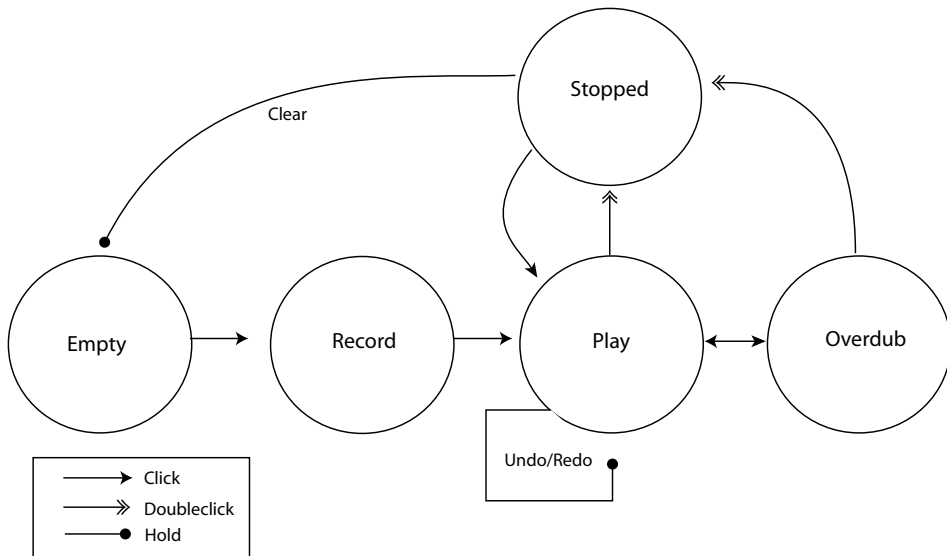 Stopped
Clear
Empty
Record
Play
Overdub
Undo/Redo
Click
Doubleclick
Hold